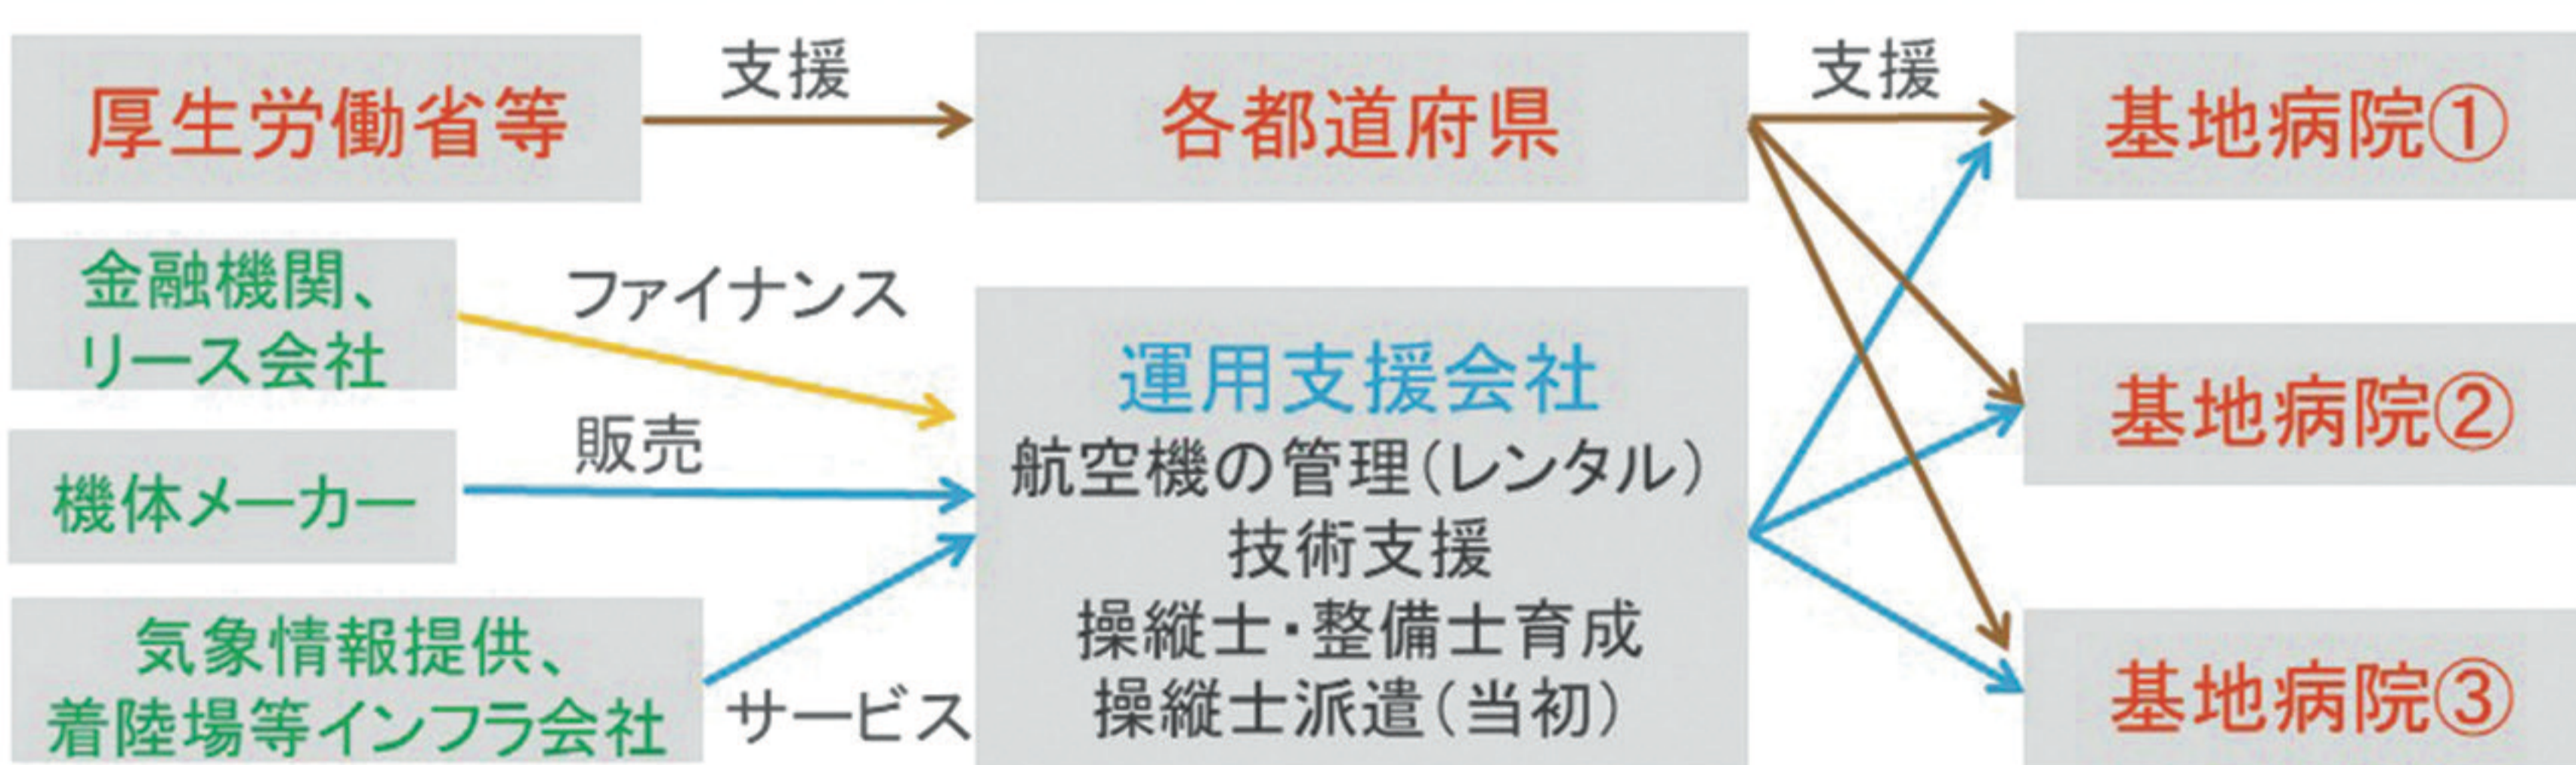 厚生労働省等
支援
各都道府県
支援
基地病院①
金融機関、
リース会社
ファイナンス
機体メーカー
販売
気象情報提供、
着陸場等インフラ会社
サービス
運用支援会社
航空機の管理(レンタル)
技術支援
操縦士・整備士育成
操縦士派遣(当初)
基地病院②
基地病院③